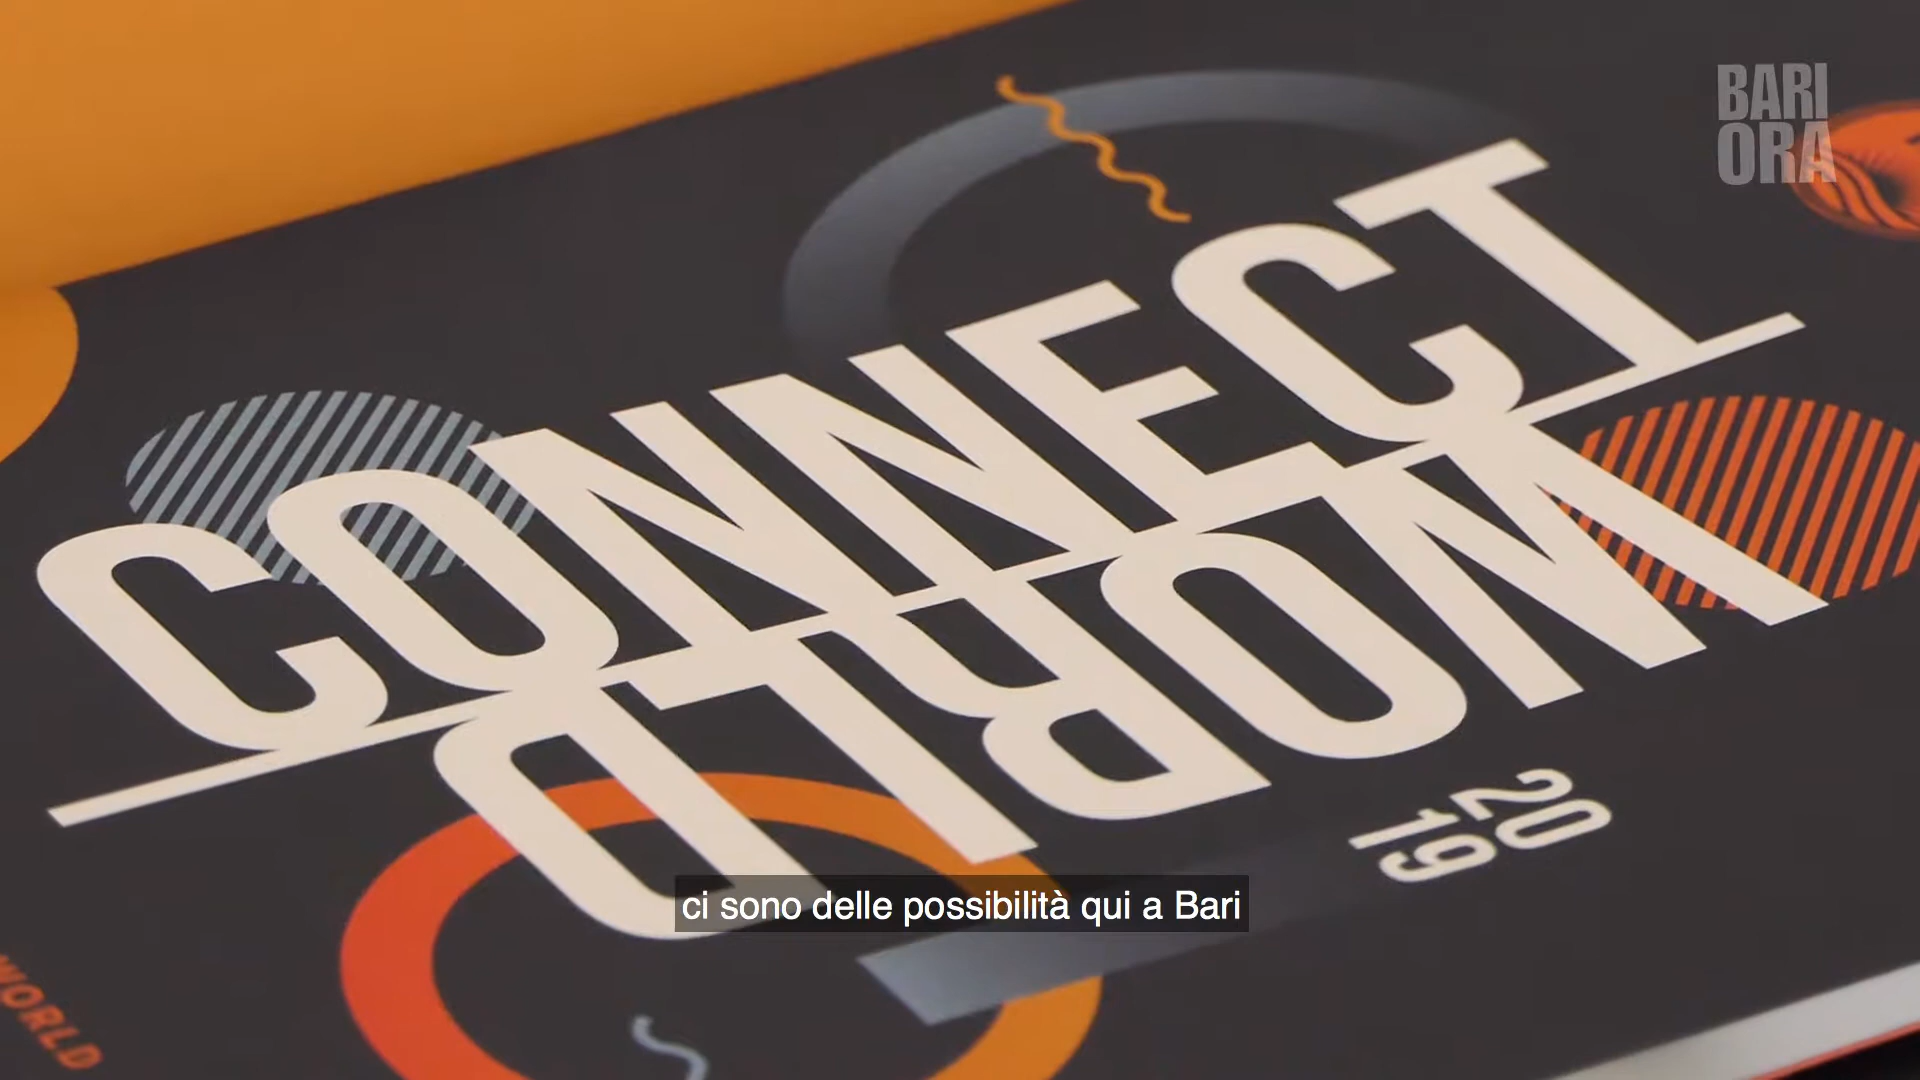 BARI
ORA
CONNECT
WORLD
20
19
ci sono delle possibilità qui a Bari
WORLD